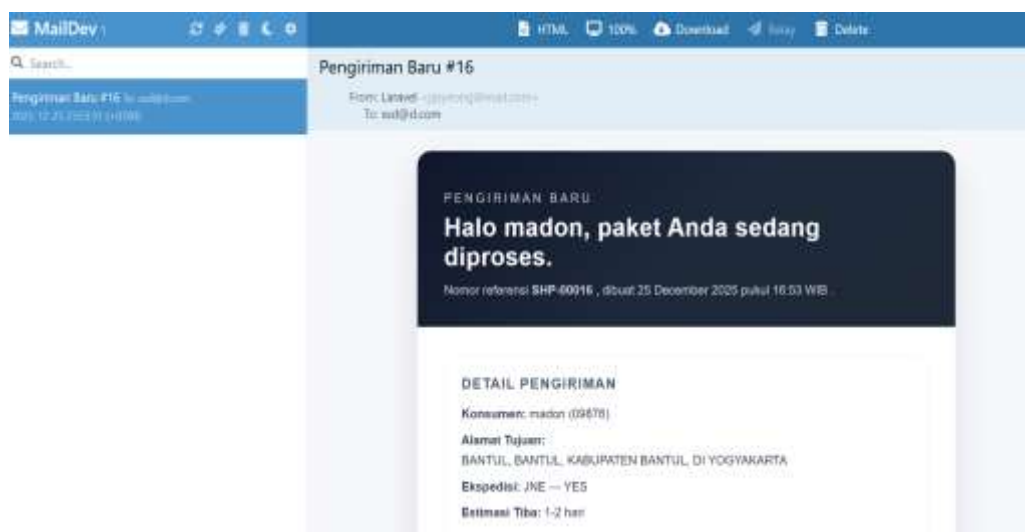 MailDev
HTML 100% Download Relay Delete
Search...
Pengiriman Baru #16
Pengiriman Baru #16 To:
From: Laravel
To: sud@d.com
PENGIRIMAN BARU
Halo madon, paket Anda sedang
diproses.
Nomor referensi SHP-00016 , dibuat 25 December 2025 pukul 16:53 WIB .
DETAIL PENGIRIMAN
Konsumen: madon (09876)
Alamat Tujuan:
BANTUL, BANTUL, KABUPATEN BANTUL, DI YOGYAKARTA
Ekspedisi: JNE — YES
Estimasi Tiba: 1-2 hari